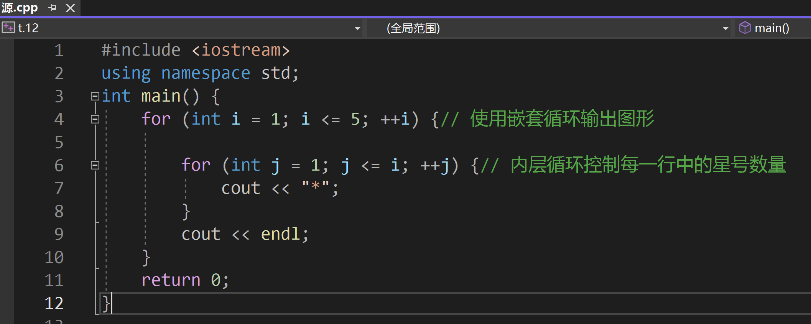 源.cpp
t.12 (全局范围) main()
1 #include <iostream>
2 using namespace std;
3 int main() {
4 for (int i = 1; i <= 5; ++i) {// 使用嵌套循环输出图形
5
6 for (int j = 1; j <= i; ++j) {// 内层循环控制每一行中的星号数量
7 cout << "*";
8 }
9 cout << endl;
10 }
11 return 0;
12 }